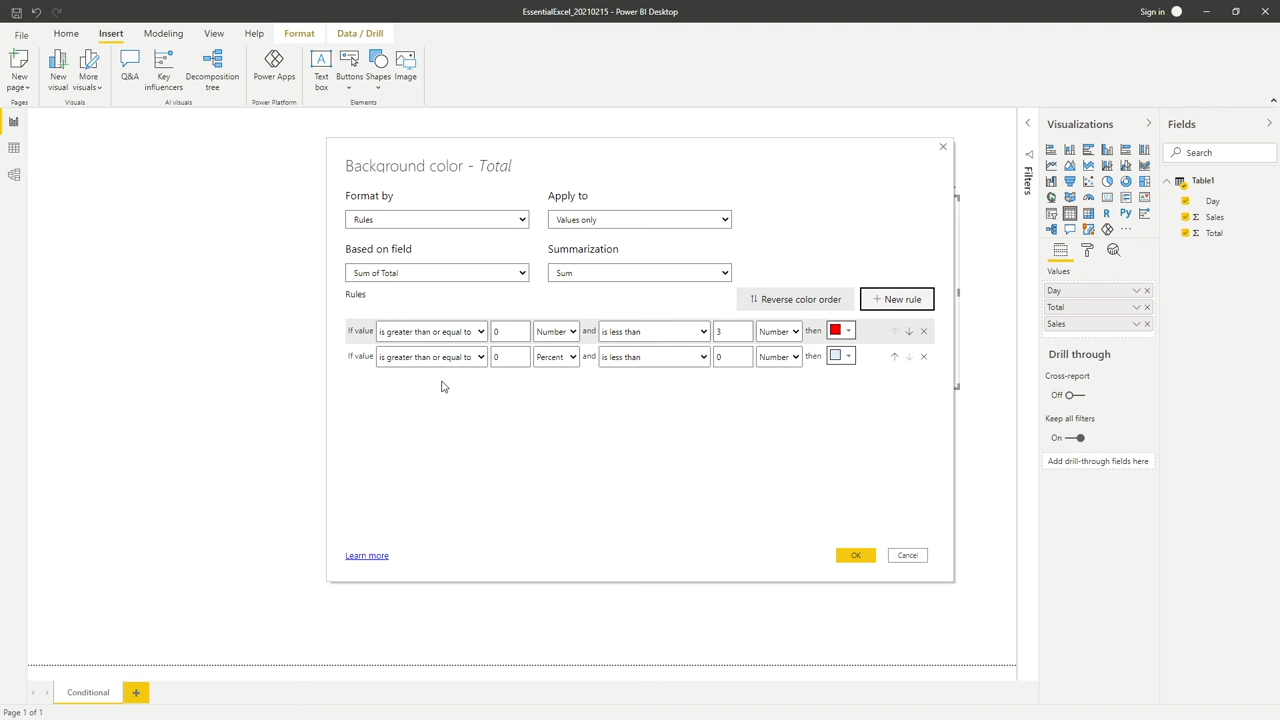 EssentialExcel_20210215 - Power BI Desktop
Sign in
File Home Insert Modeling View Help Format Data / Drill
New page
New visual
More visuals
Q&A
Key influencers
Decomposition tree
Power Apps
Text box
Buttons
Shapes
Image
Pages
Visuals
AI visuals
Power Platform
Elements
Background color - Total
Format by
Apply to
Rules
Values only
Based on field
Summarization
Sum of Total
Sum
Rules
Reverse color order
+ New rule
If value is greater than or equal to 0 Number and is less than 3 Number then
If value is greater than or equal to 0 Percent and is less than 0 Number then
Learn more
OK
Cancel
Filters
Visualizations
R Py
Values
Day
Total
Sales
Drill through
Cross-report
Off
Keep all filters
On
Add drill-through fields here
Fields
Search
Table1
Day
Σ Sales
Σ Total
Conditional
Page 1 of 1